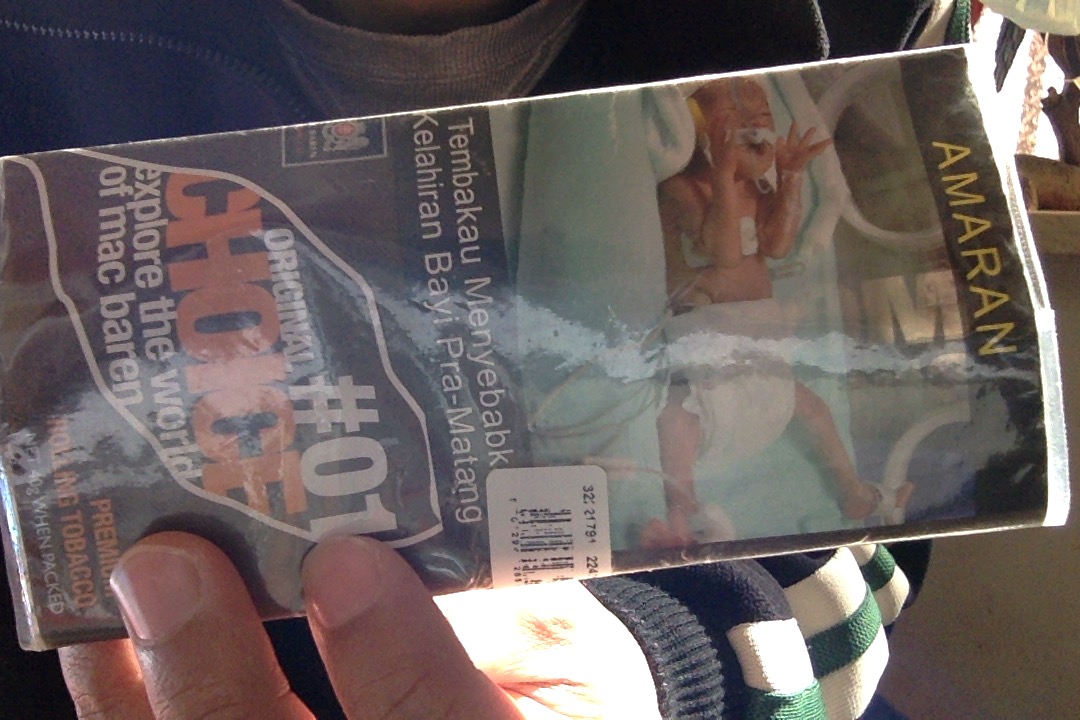 AMARAN
Tembakau Menyebabk
Kelahiran Bayi Pra-Matang
#01
ORIGINAL
CHOICE
explore the world
of mac baren
PREMIUM
ROLLING TOBACCO
WHEN PACKED